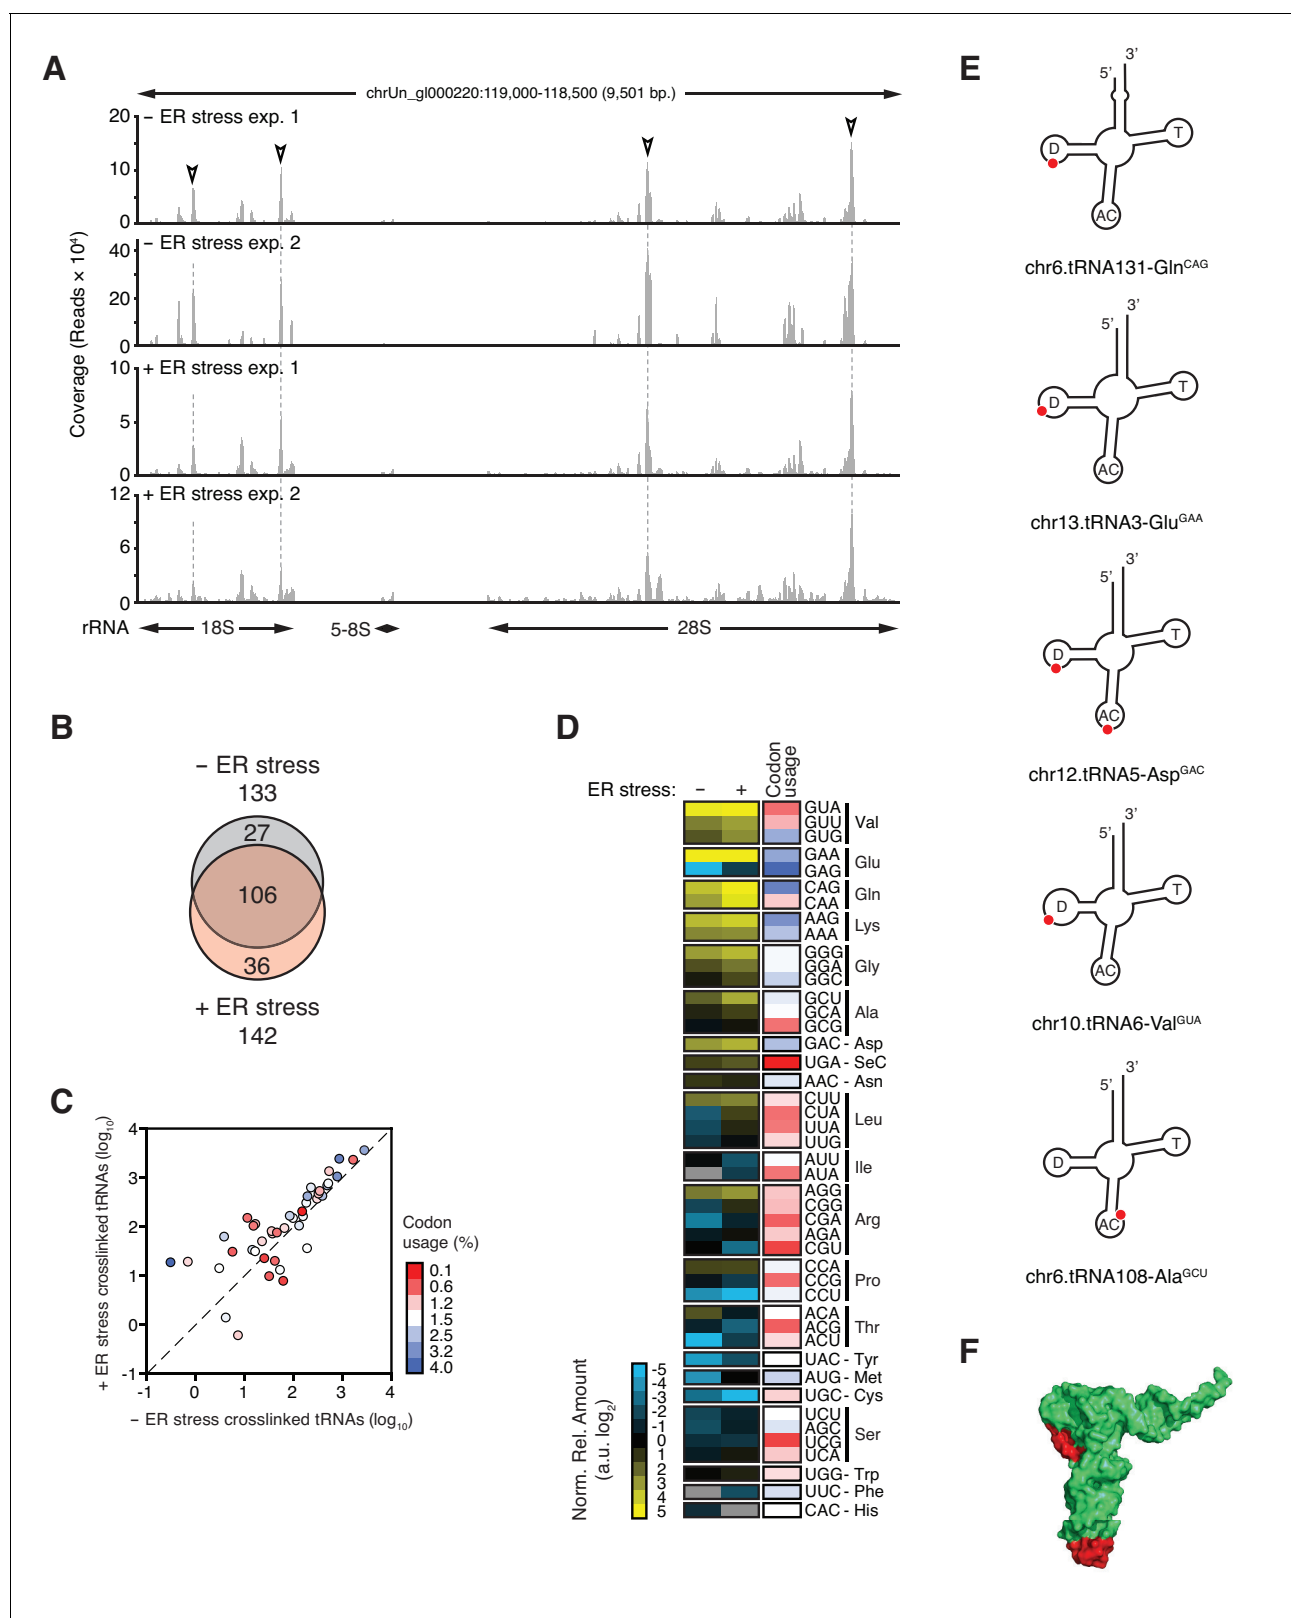 A
chrUn_gl000220:119,000-118,500 (9,501 bp.)
Coverage (Reads × 10⁴)
– ER stress exp. 1
20
10
0
– ER stress exp. 2
40
20
0
+ ER stress exp. 1
10
5
0
+ ER stress exp. 2
12
6
0
rRNA
18S
5-8S
28S
B
– ER stress
133
27
106
36
+ ER stress
142
C
+ ER stress crosslinked tRNAs (log₁₀)
4
3
2
1
0
-1
-1 0 1 2 3 4
– ER stress crosslinked tRNAs (log₁₀)
Codon
usage (%)
0.1
0.6
1.2
1.5
2.5
3.2
4.0
D
ER stress: – +
Codon
usage
GUA
GUU
GUG
Val
GAA
GAG
Glu
CAG
CAA
Gln
AAG
AAA
Lys
GGG
GGA
GGC
Gly
GCU
GCA
GCG
Ala
GAC - Asp
UGA - SeC
AAC - Asn
CUU
CUA
UUA
UUG
Leu
AUU
AUA
Ile
AGG
CGG
CGA
AGA
CGU
Arg
CCA
CCG
CCU
Pro
ACA
ACG
ACU
Thr
UAC - Tyr
AUG - Met
UGC - Cys
UCU
AGC
UCG
UCA
Ser
UGG - Trp
UUC - Phe
CAC - His
Norm. Rel. Amount
(a.u. log₂)
-5
-4
-3
-2
-1
0
1
2
3
4
5
E
3’
5’
D
T
AC
chr6.tRNA131-Glnᶜᴬᴳ
3’
5’
D
T
AC
chr13.tRNA3-Gluᴳᴬᴬ
3’
5’
D
T
AC
chr12.tRNA5-Aspᴳᴬᶜ
3’
5’
D
T
AC
chr10.tRNA6-Valᴳᵁᴬ
3’
5’
D
T
AC
chr6.tRNA108-Alaᴳᶜᵁ
F